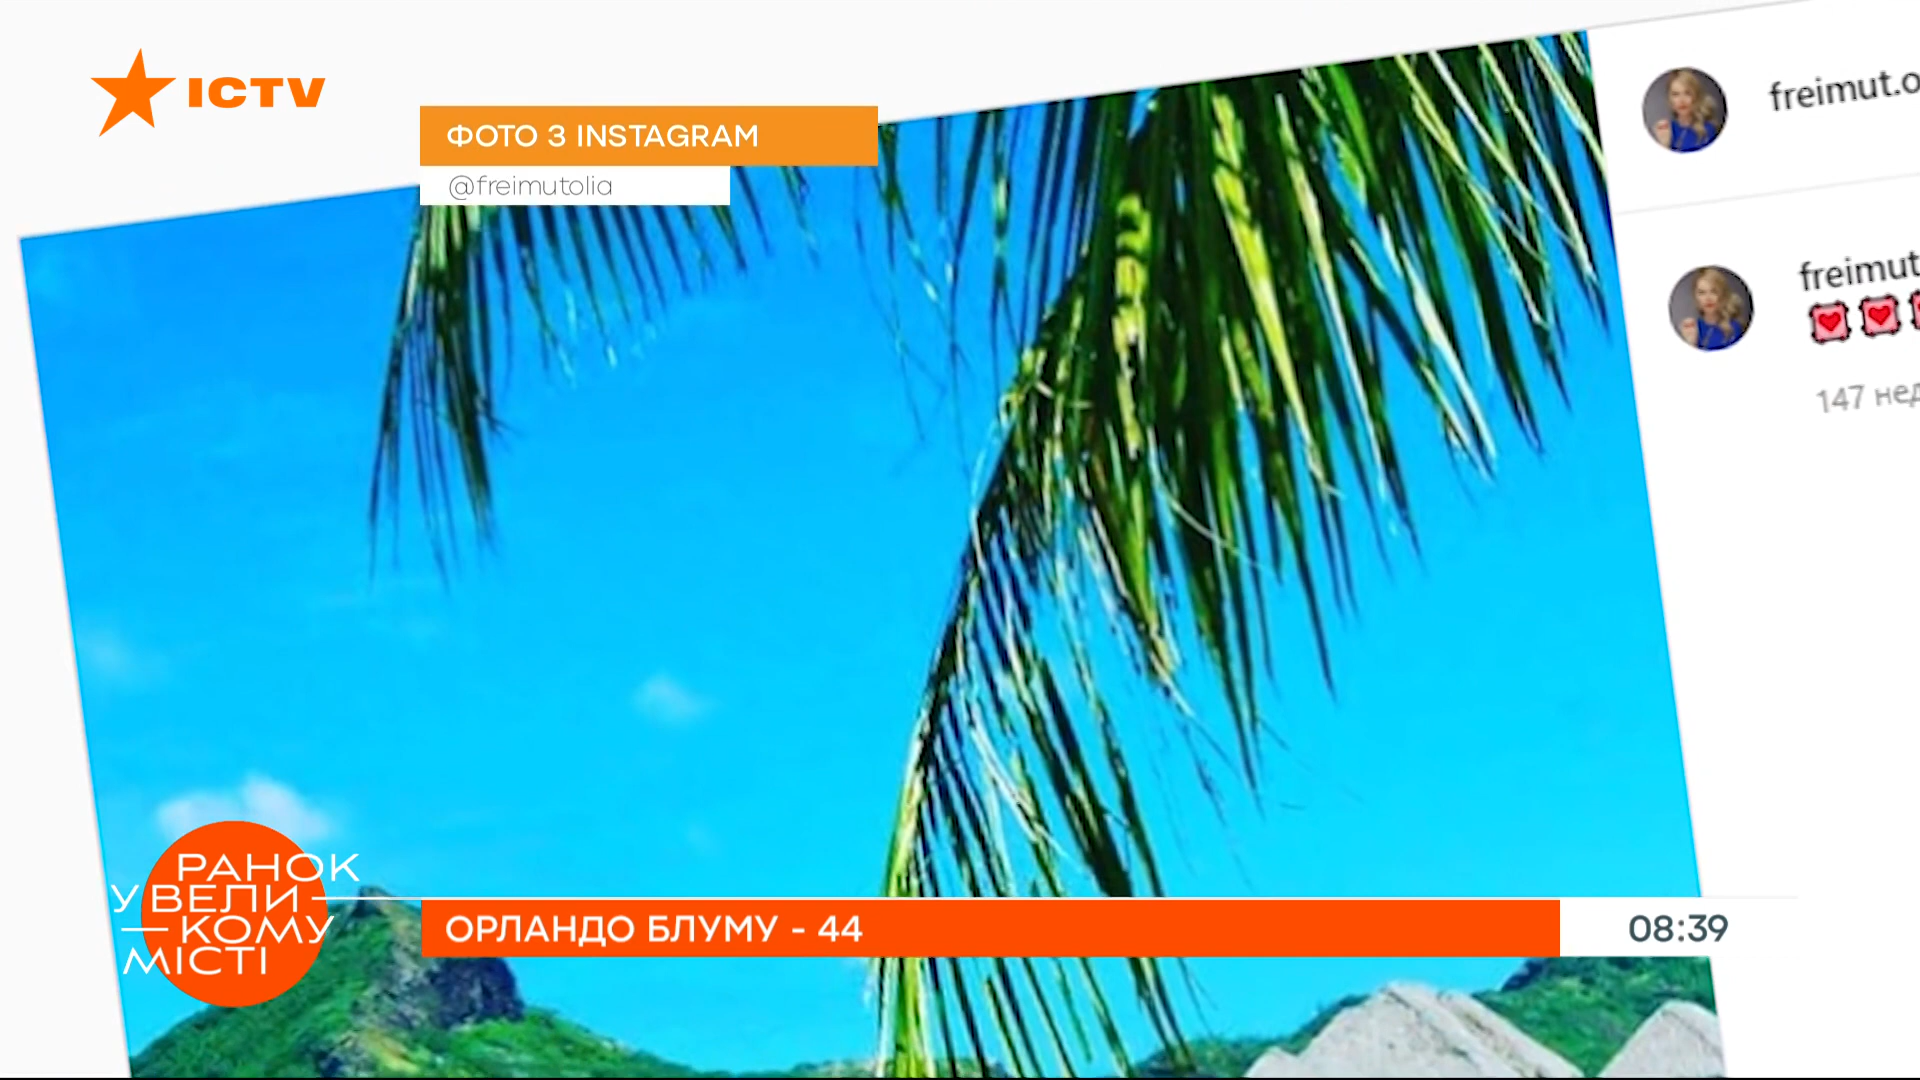 ICTV
ФОТО З INSTAGRAM
@freimutolia
freimut.o
freimut
147 нед
РАНОК
У ВЕЛИ
КОМУ
МІСТІ
ОРЛАНДО БЛУМУ - 44
08:39